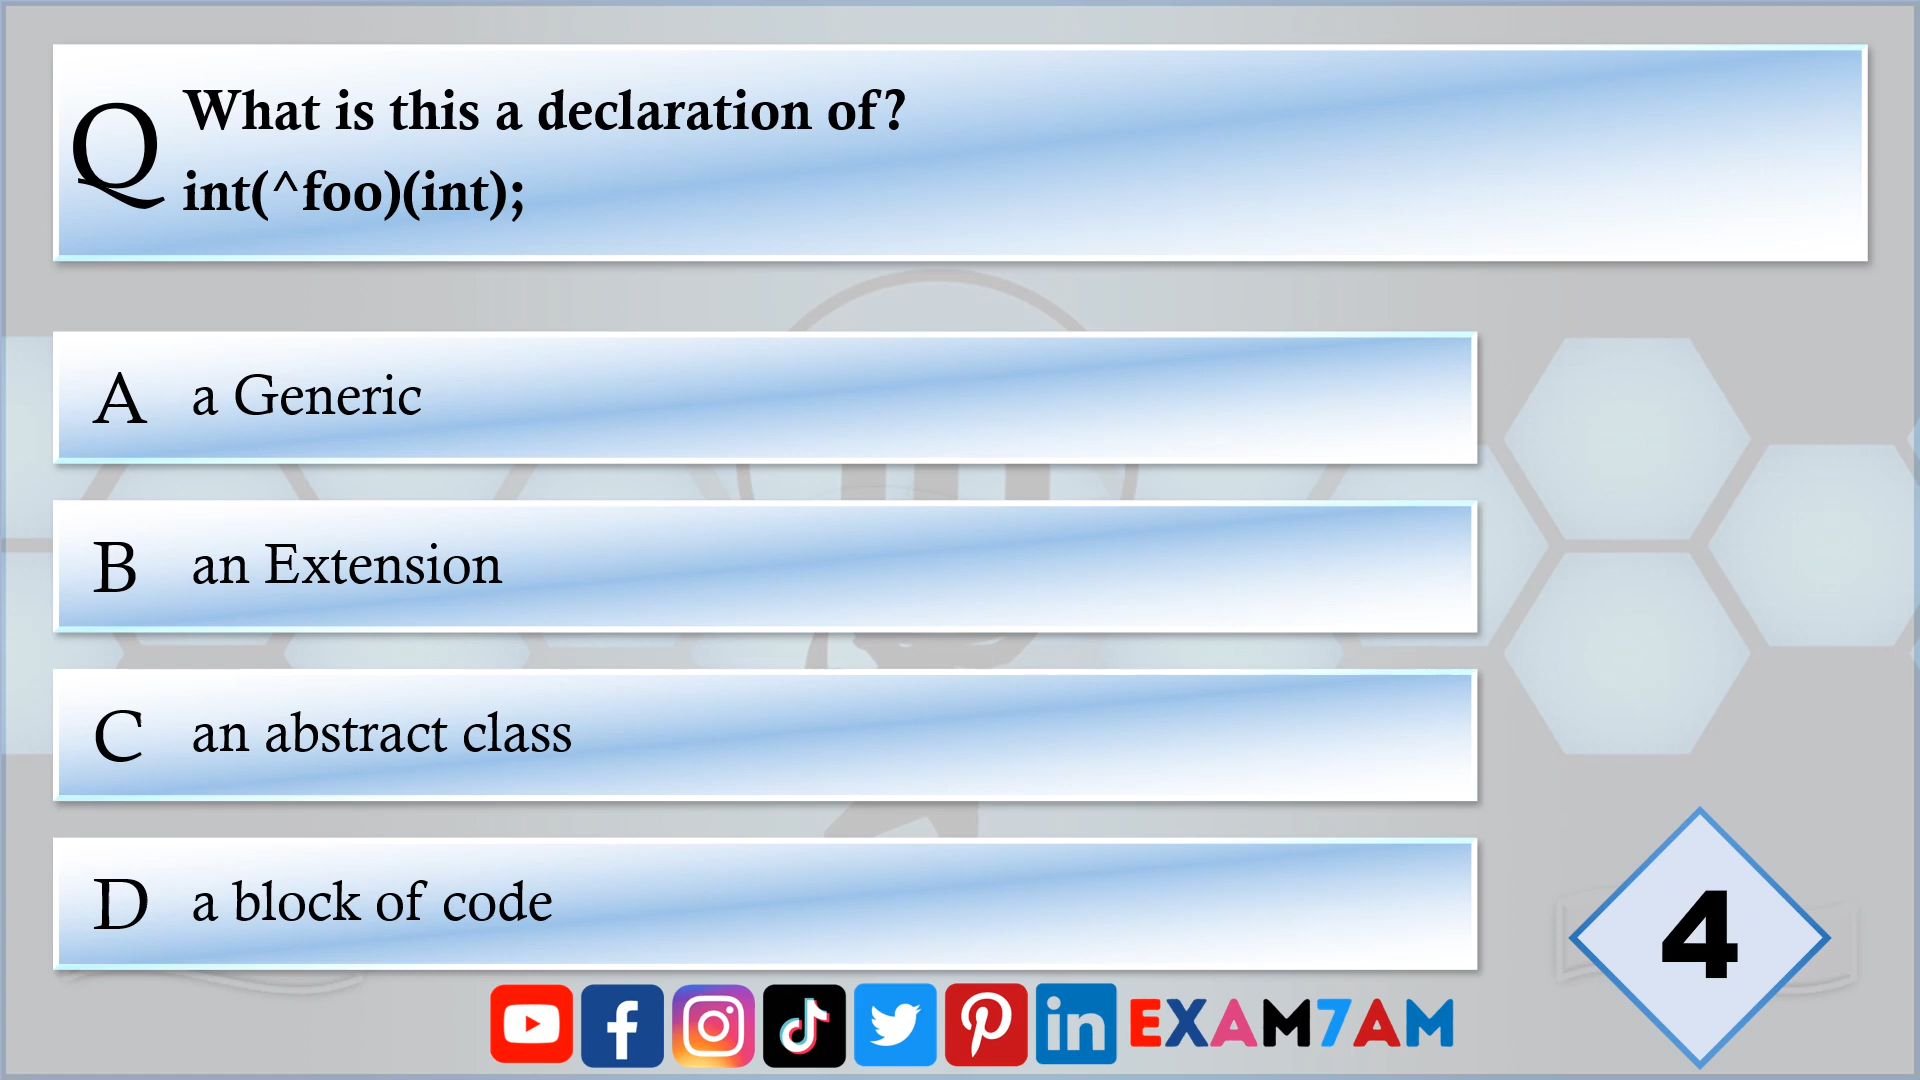 Q
What is this a declaration of?
int(^foo)(int);
A a Generic
B an Extension
C an abstract class
D a block of code
4
EXAM7AM